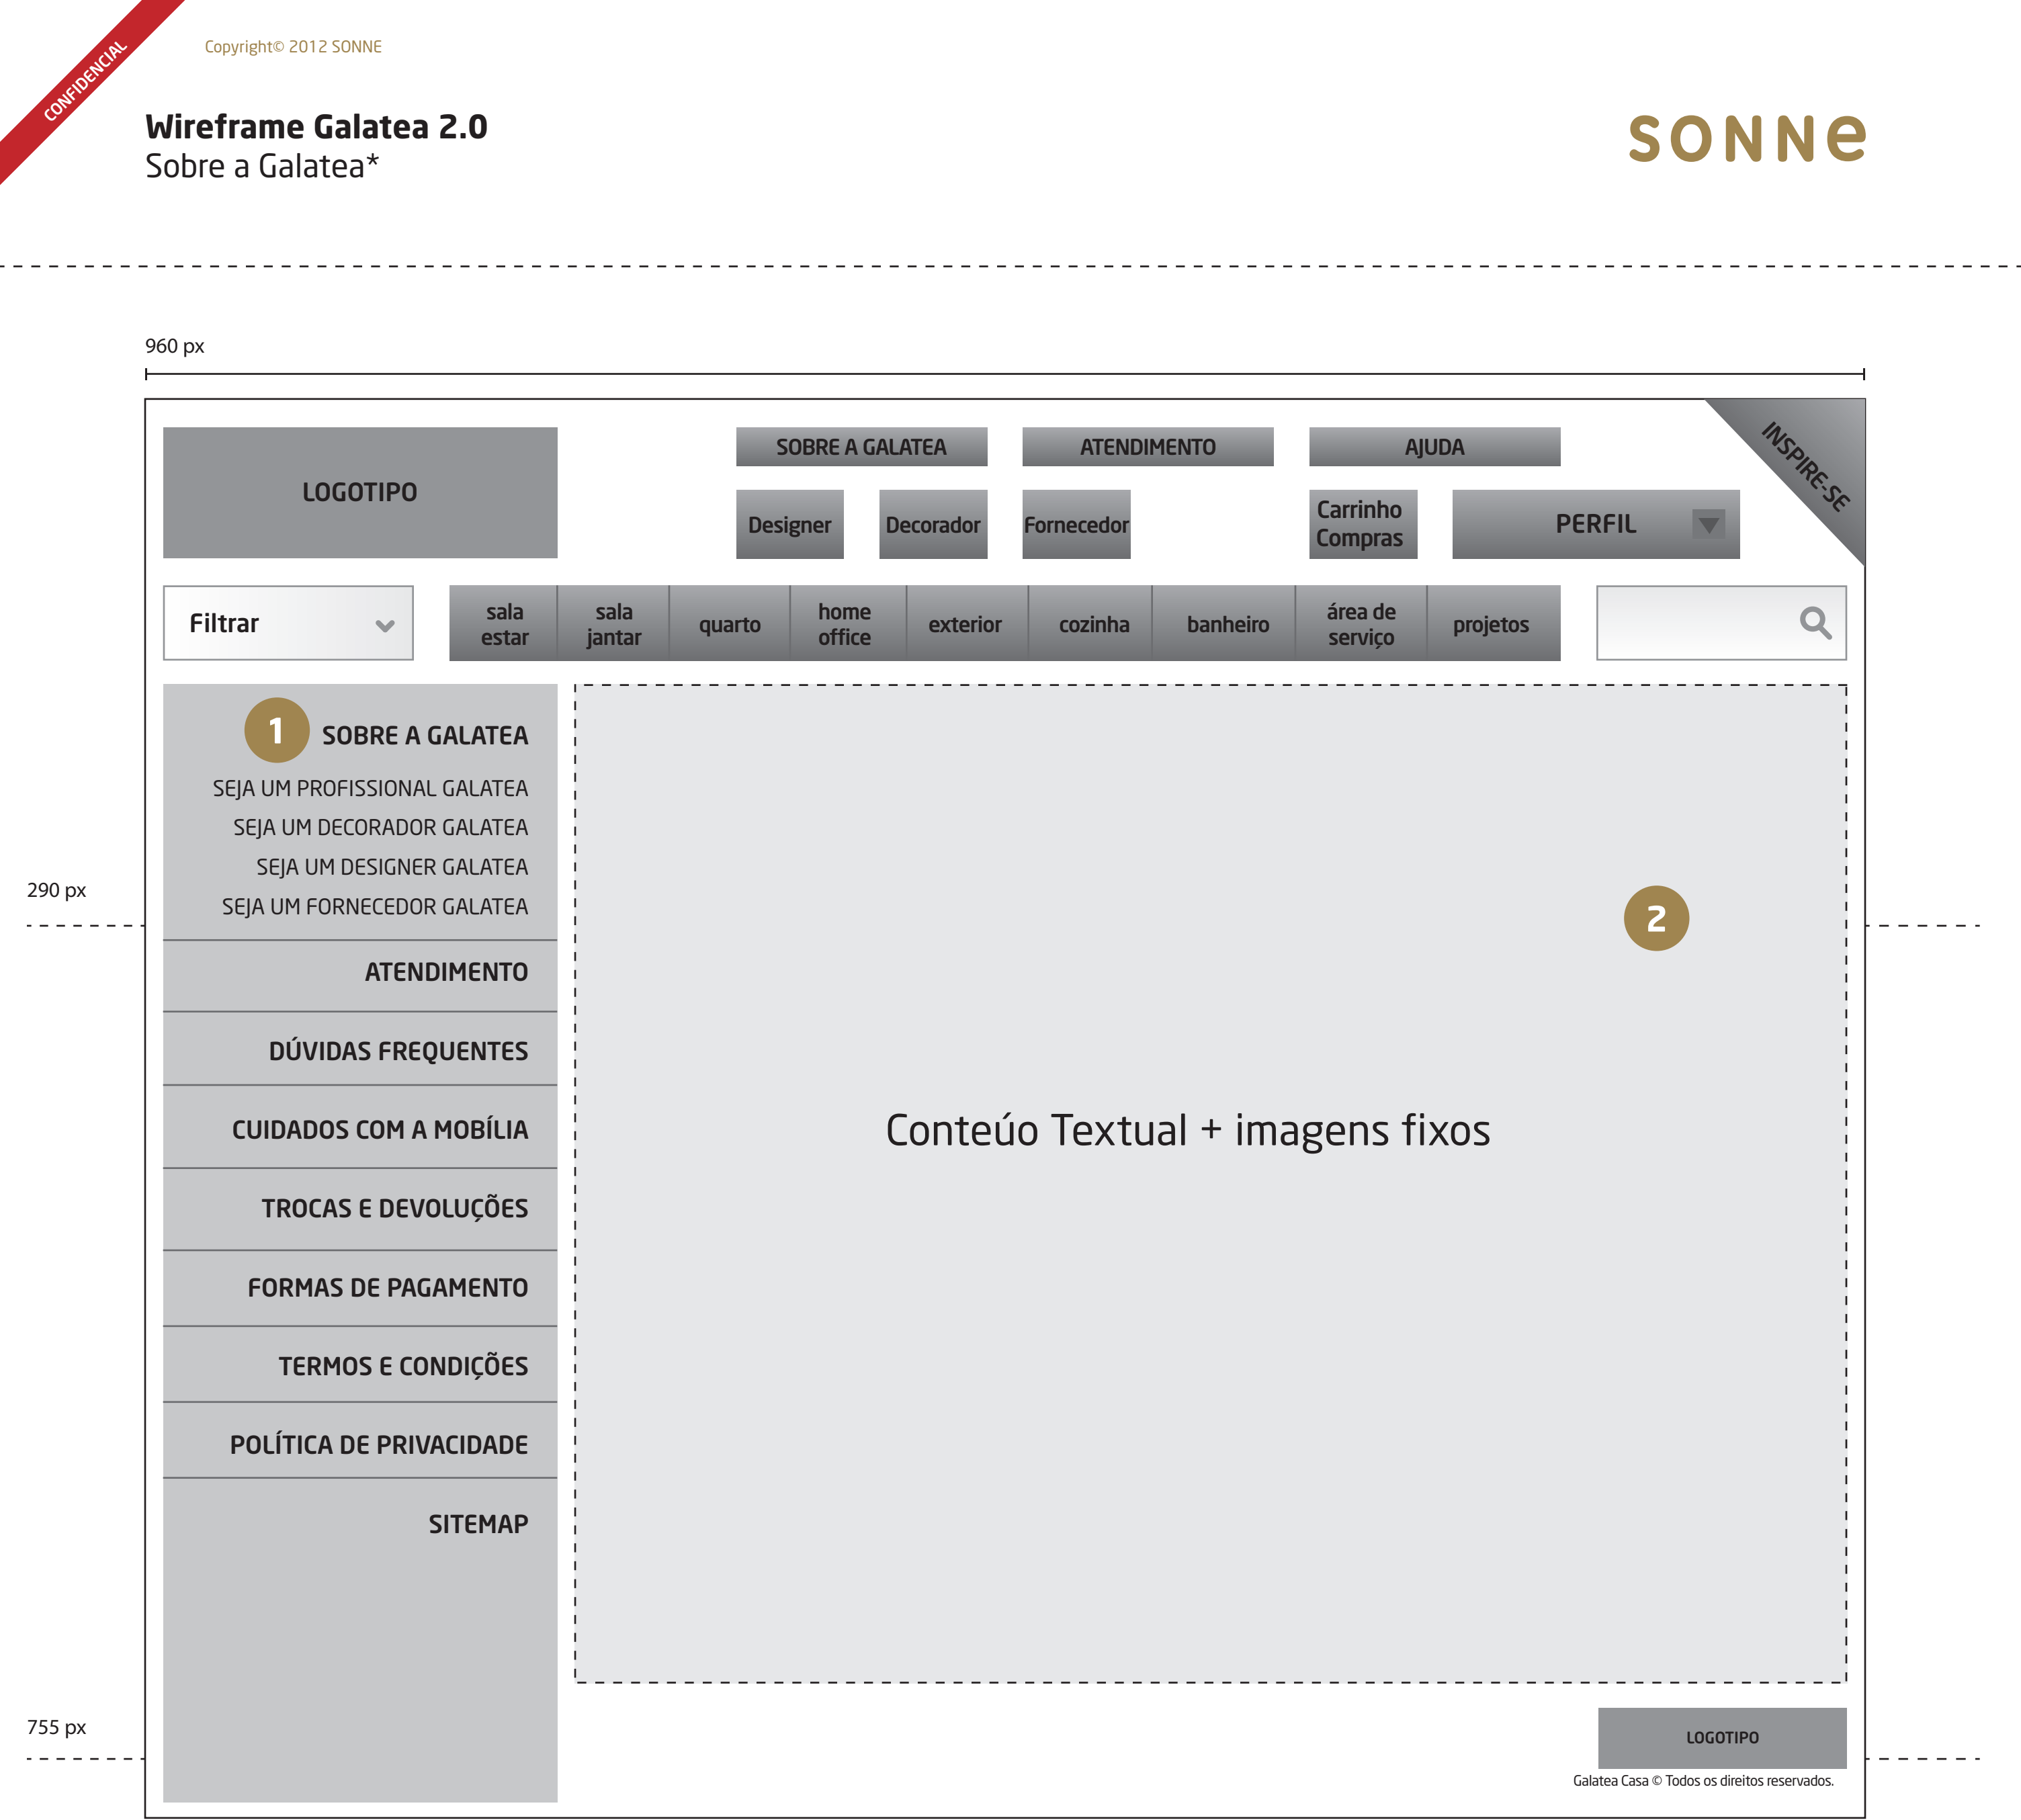 CONFIDENCIAL
Copyright© 2012 SONNE
Wireframe Galatea 2.0
Sobre a Galatea*
SONNe
960 px
LOGOTIPO
SOBRE A GALATEA
ATENDIMENTO
AJUDA
INSPIRE-SE
Designer
Decorador
Fornecedor
Carrinho
Compras
PERFIL
Filtrar
sala
estar
sala
jantar
quarto
home
office
exterior
cozinha
banheiro
área de
serviço
projetos
1
SOBRE A GALATEA
SEJA UM PROFISSIONAL GALATEA
SEJA UM DECORADOR GALATEA
SEJA UM DESIGNER GALATEA
SEJA UM FORNECEDOR GALATEA
290 px
ATENDIMENTO
DÚVIDAS FREQUENTES
CUIDADOS COM A MOBÍLIA
TROCAS E DEVOLUÇÕES
FORMAS DE PAGAMENTO
TERMOS E CONDIÇÕES
POLÍTICA DE PRIVACIDADE
SITEMAP
2
Conteúo Textual + imagens fixos
755 px
LOGOTIPO
Galatea Casa © Todos os direitos reservados.